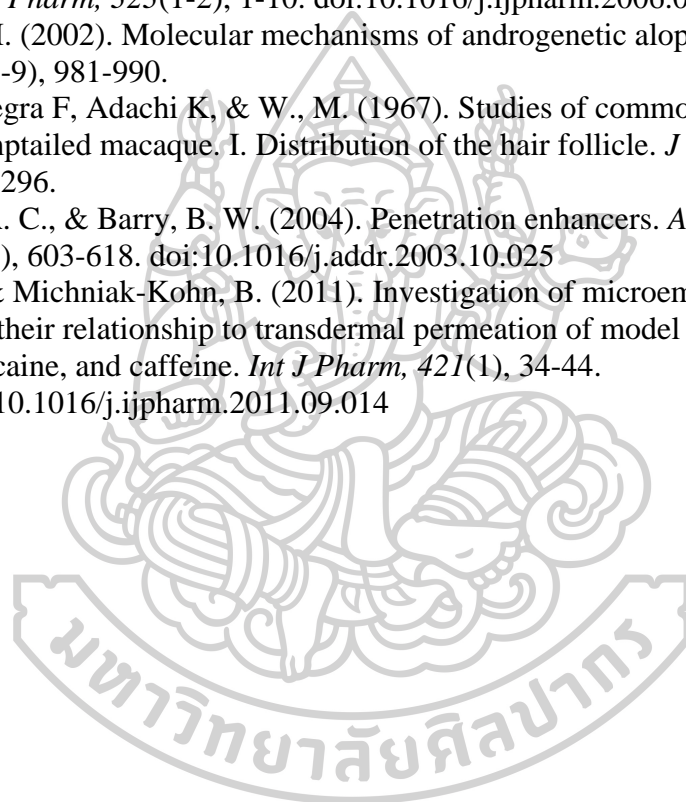 Pharm, 323(1-2), 1-10. doi:10.1016/j.ijpharm.2006.0
(2002). Molecular mechanisms of androgenetic alop
-9), 981-990.
egra F, Adachi K, & W., M. (1967). Studies of commo
nptailed macaque. I. Distribution of the hair follicle. J
296.
C., & Barry, B. W. (2004). Penetration enhancers. A
), 603-618. doi:10.1016/j.addr.2003.10.025
& Michniak-Kohn, B. (2011). Investigation of microem
their relationship to transdermal permeation of model
caine, and caffeine. Int J Pharm, 421(1), 34-44.
10.1016/j.ijpharm.2011.09.014
มหาวิทยาลัยศิลปากร